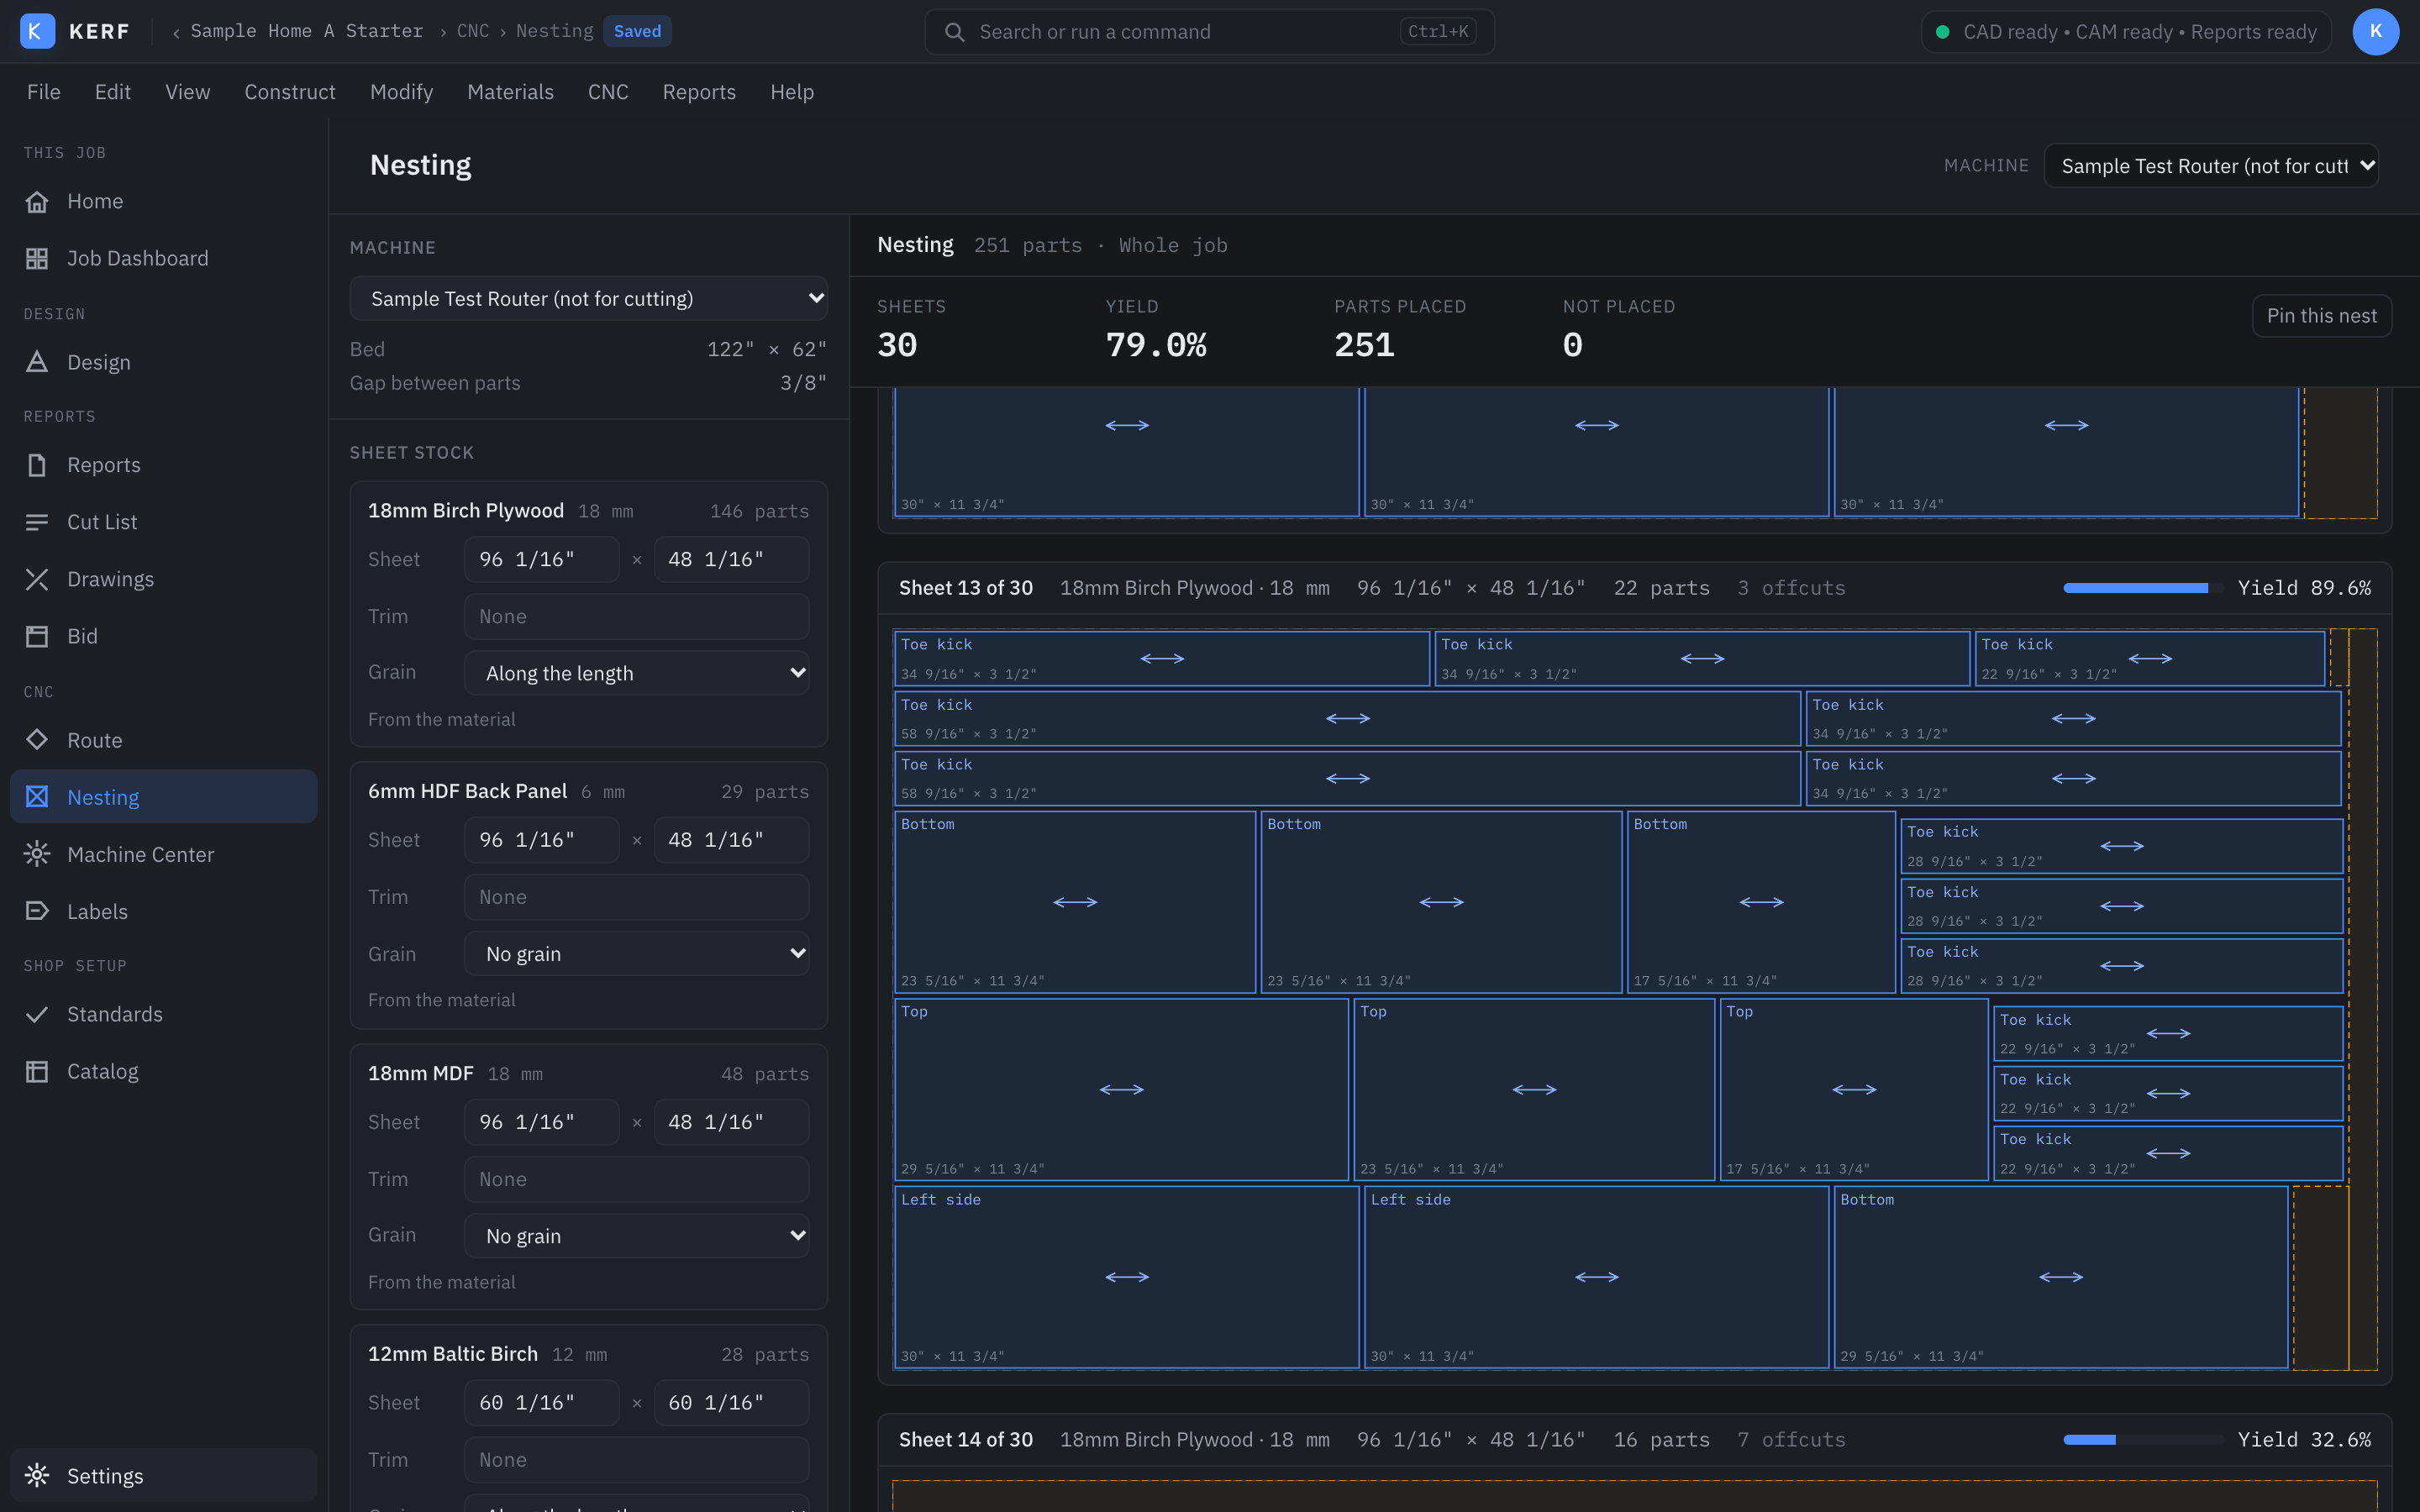 K KERF ‹ Sample Home A Starter › CNC › Nesting Saved Search or run a command Ctrl+K CAD ready • CAM ready • Reports ready K
File Edit View Construct Modify Materials CNC Reports Help
THIS JOB
Home
Job Dashboard
DESIGN
Design
REPORTS
Reports
Cut List
Drawings
Bid
CNC
Route
Nesting
Machine Center
Labels
SHOP SETUP
Standards
Catalog
Settings
Nesting
MACHINE Sample Test Router (not for cutt
MACHINE
Sample Test Router (not for cutting)
Bed 122" × 62"
Gap between parts 3/8"
SHEET STOCK
18mm Birch Plywood 18 mm 146 parts
Sheet 96 1/16" × 48 1/16"
Trim None
Grain Along the length
From the material
6mm HDF Back Panel 6 mm 29 parts
Sheet 96 1/16" × 48 1/16"
Trim None
Grain No grain
From the material
18mm MDF 18 mm 48 parts
Sheet 96 1/16" × 48 1/16"
Trim None
Grain No grain
From the material
12mm Baltic Birch 12 mm 28 parts
Sheet 60 1/16" × 60 1/16"
Trim None
Nesting 251 parts · Whole job
SHEETS YIELD PARTS PLACED NOT PLACED
30 79.0% 251 0
Pin this nest
30" × 11 3/4" 30" × 11 3/4" 30" × 11 3/4"
Sheet 13 of 30 18mm Birch Plywood · 18 mm 96 1/16" × 48 1/16" 22 parts 3 offcuts Yield 89.6%
Toe kick Toe kick Toe kick
34 9/16" × 3 1/2" 34 9/16" × 3 1/2" 22 9/16" × 3 1/2"
Toe kick Toe kick
58 9/16" × 3 1/2" 34 9/16" × 3 1/2"
Toe kick Toe kick
58 9/16" × 3 1/2" 34 9/16" × 3 1/2"
Bottom Bottom Bottom
Toe kick
28 9/16" × 3 1/2"
Toe kick
28 9/16" × 3 1/2"
Toe kick
28 9/16" × 3 1/2"
23 5/16" × 11 3/4" 23 5/16" × 11 3/4" 17 5/16" × 11 3/4"
Top Top Top
Toe kick
22 9/16" × 3 1/2"
Toe kick
22 9/16" × 3 1/2"
Toe kick
22 9/16" × 3 1/2"
29 5/16" × 11 3/4" 23 5/16" × 11 3/4" 17 5/16" × 11 3/4"
Left side Left side Bottom
30" × 11 3/4" 30" × 11 3/4" 29 5/16" × 11 3/4"
Sheet 14 of 30 18mm Birch Plywood · 18 mm 96 1/16" × 48 1/16" 16 parts 7 offcuts Yield 32.6%